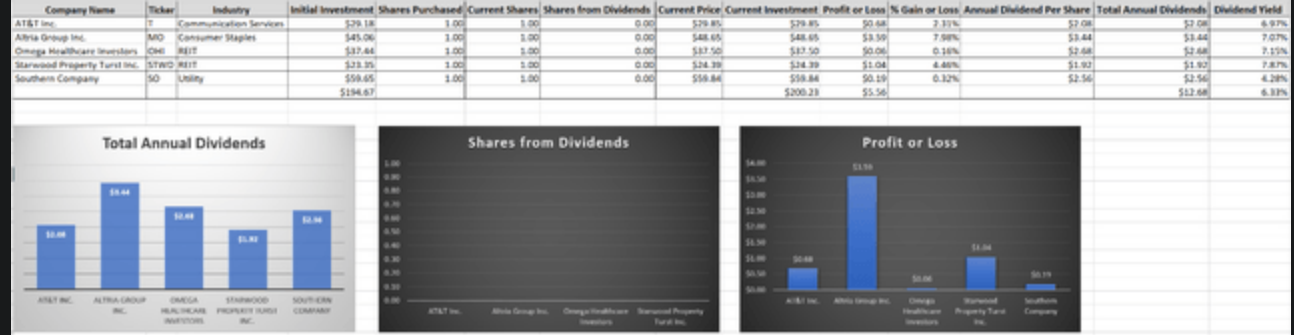 Company Name Ticker Industry Initial Investment Shares Purchased Current Shares Shares from Dividends Current Price Current Investment Profit or Loss % Gain or Loss Annual Dividend Per Share Total Annual Dividends Dividend Yield
AT&T Inc. T Communication Services $29.18 1.00 1.00 0.00 $29.85 $29.85 $0.68 2.31% $2.08 $2.08 6.97%
Altria Group Inc. MO Consumer Staples $45.06 1.00 1.00 0.00 $48.65 $48.65 $3.59 7.98% $3.44 $3.44 7.07%
Omega Healthcare Investors OHI REIT $37.44 1.00 1.00 0.00 $37.50 $37.50 $0.06 0.16% $2.68 $2.68 7.15%
Starwood Property Turst Inc. STWD REIT $23.35 1.00 1.00 0.00 $24.39 $24.39 $1.04 4.46% $1.92 $1.92 7.87%
Southern Company SO Utility $59.65 1.00 1.00 0.00 $59.84 $59.84 $0.19 0.32% $2.56 $2.56 4.28%
$194.67 $200.23 $5.56 $12.68 6.33%
Total Annual Dividends
$3.44
$2.68
$2.56
$2.08
$1.92
AT&T INC. ALTRIA GROUP OMEGA STARWOOD SOUTHERN
INC. HEALTHCARE PROPERTY TURST COMPANY
INVESTORS INC.
Shares from Dividends
1.00
0.90
0.80
0.70
0.60
0.50
0.40
0.30
0.20
0.10
0.00
AT&T Inc. Altria Group Inc. Omega Healthcare Starwood Property
Investors Turst Inc.
Profit or Loss
$4.00
$3.50
$3.00
$2.50
$2.00
$1.50
$1.00
$0.50
$0.00
$3.59
$1.04
$0.68
$0.19
$0.06
AT&T Inc. Altria Group Inc. Omega Starwood Southern
Healthcare Property Turst Company
Investors Inc.